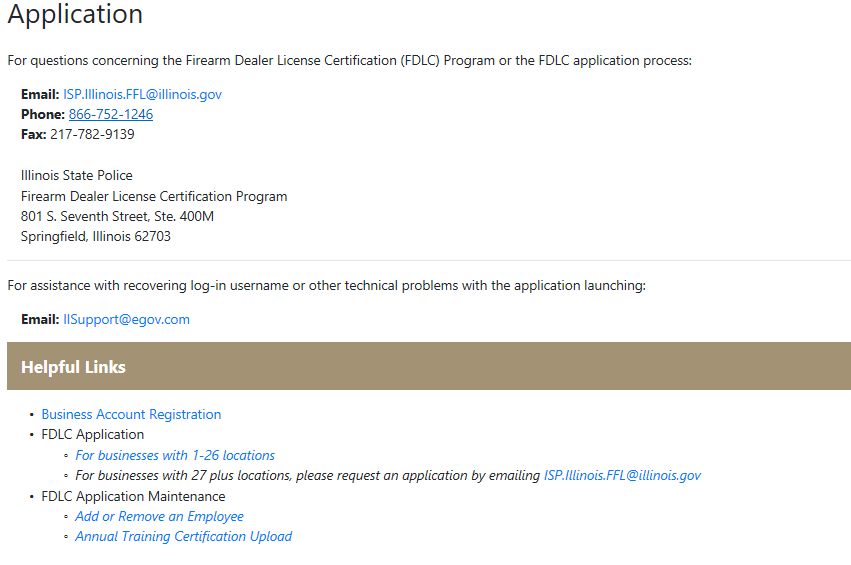 Application
For questions concerning the Firearm Dealer License Certification (FDLC) Program or the FDLC application process:
Email: ISP.Illinois.FFL@illinois.gov
Phone: 866-752-1246
Fax: 217-782-9139
Illinois State Police
Firearm Dealer License Certification Program
801 S. Seventh Street, Ste. 400M
Springfield, Illinois 62703
For assistance with recovering log-in username or other technical problems with the application launching:
Email: IlSupport@egov.com
Helpful Links
• Business Account Registration
• FDLC Application
◦ For businesses with 1-26 locations
◦ For businesses with 27 plus locations, please request an application by emailing ISP.Illinois.FFL@illinois.gov
• FDLC Application Maintenance
◦ Add or Remove an Employee
◦ Annual Training Certification Upload